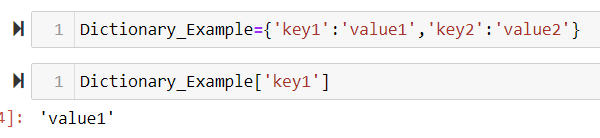 1 Dictionary_Example={'key1':'value1','key2':'value2'}
1 Dictionary_Example['key1']
4]: 'value1'